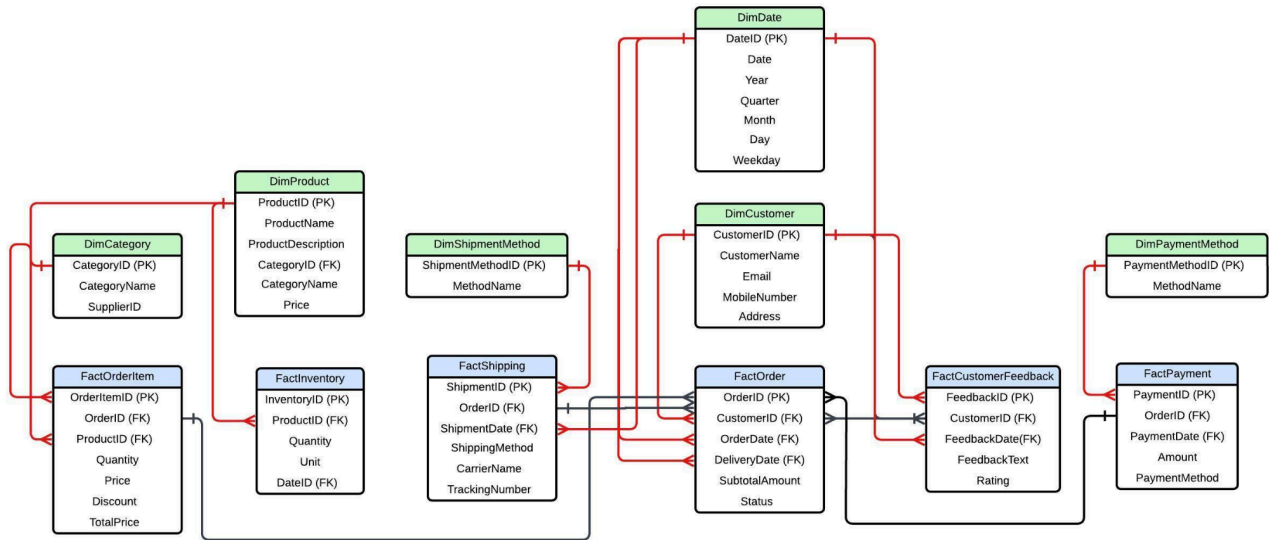 DimDate
DateID (PK)
Date
Year
Quarter
Month
Day
Weekday
DimProduct
ProductID (PK)
ProductName
ProductDescription
CategoryID (FK)
CategoryName
Price
DimCategory
CategoryID (PK)
CategoryName
SupplierID
DimShipmentMethod
ShipmentMethodID (PK)
MethodName
DimCustomer
CustomerID (PK)
CustomerName
Email
MobileNumber
Address
DimPaymentMethod
PaymentMethodID (PK)
MethodName
FactOrderItem
OrderItemID (PK)
OrderID (FK)
ProductID (FK)
Quantity
Price
Discount
TotalPrice
FactInventory
InventoryID (PK)
ProductID (FK)
Quantity
Unit
DateID (FK)
FactShipping
ShipmentID (PK)
OrderID (FK)
ShipmentDate (FK)
ShippingMethod
CarrierName
TrackingNumber
FactOrder
OrderID (PK)
CustomerID (FK)
OrderDate (FK)
DeliveryDate (FK)
SubtotalAmount
Status
FactCustomerFeedback
FeedbackID (PK)
CustomerID (FK)
FeedbackDate(FK)
FeedbackText
Rating
FactPayment
PaymentID (PK)
OrderID (FK)
PaymentDate (FK)
Amount
PaymentMethod